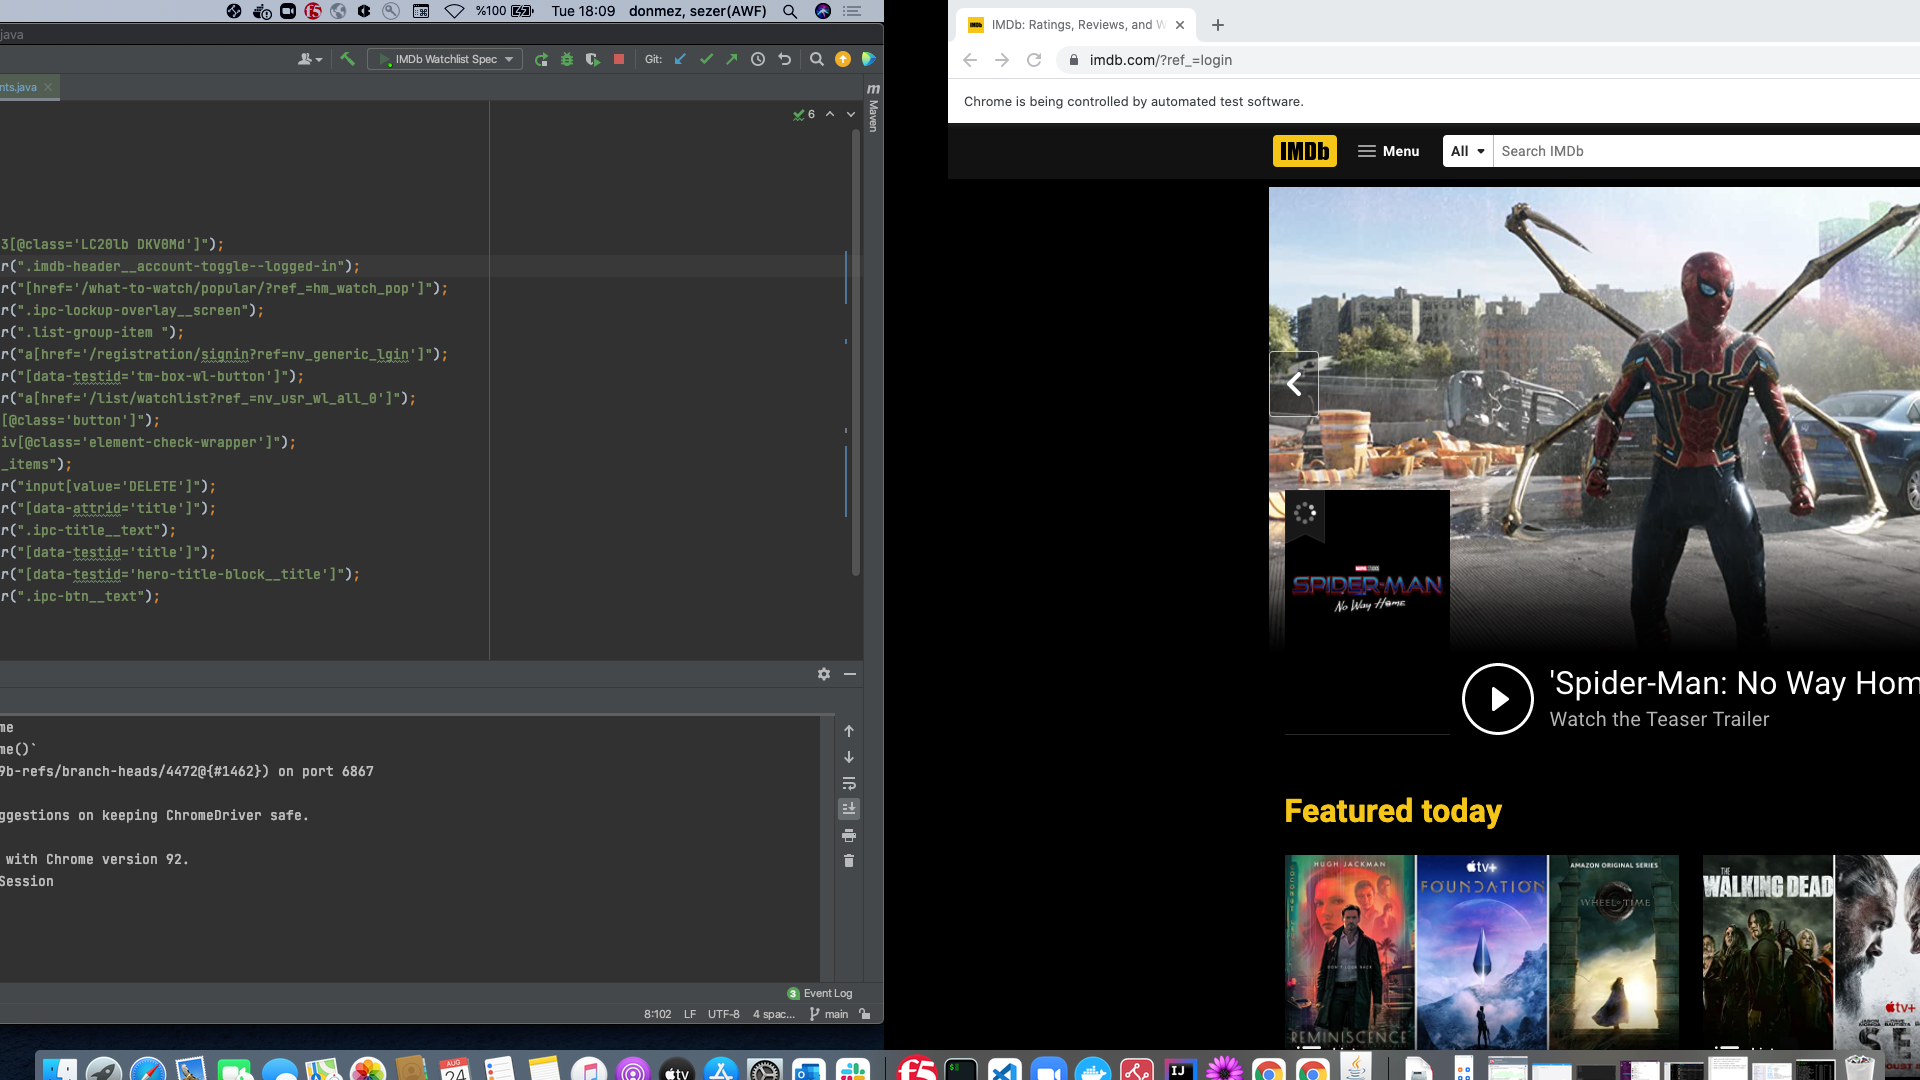 %100
Tue 18:09
donmez, sezer(AWF)
java
IMDb Watchlist Spec
Git:
nts.java
6
Maven
3[@class='LC20lb DKV0Md']");
r(".imdb-header__account-toggle--logged-in");
r("[href='/what-to-watch/popular/?ref_=hm_watch_pop']");
r(".ipc-lockup-overlay__screen");
r(".list-group-item ");
r("a[href='/registration/signin?ref=nv_generic_lgin']");
r("[data-testid='tm-box-wl-button']");
r("a[href='/list/watchlist?ref_=nv_usr_wl_all_0']");
[@class='button']");
iv[@class='element-check-wrapper']");
_items");
r("input[value='DELETE']");
r("[data-attrid='title']");
r(".ipc-title__text");
r("[data-testid='title']");
r("[data-testid='hero-title-block__title']");
r(".ipc-btn__text");
me
me()`
9b-refs/branch-heads/4472@{#1462}) on port 6867
ggestions on keeping ChromeDriver safe.
with Chrome version 92.
Session
3 Event Log
8:102 LF UTF-8 4 spac... main
IMDb: Ratings, Reviews, and W
imdb.com/?ref_=login
Chrome is being controlled by automated test software.
IMDb
Menu
All
Search IMDb
SPIDER-MAN
No Way Home
'Spider-Man: No Way Hom
Watch the Teaser Trailer
Featured today
HUGH JACKMAN
REMINISCENCE
tv+
FOUNDATION
AMAZON ORIGINAL SERIES
WHEEL OF TIME
THE
WALKING DEAD
tv+
SE
AUG
24
tv
f5
IJ